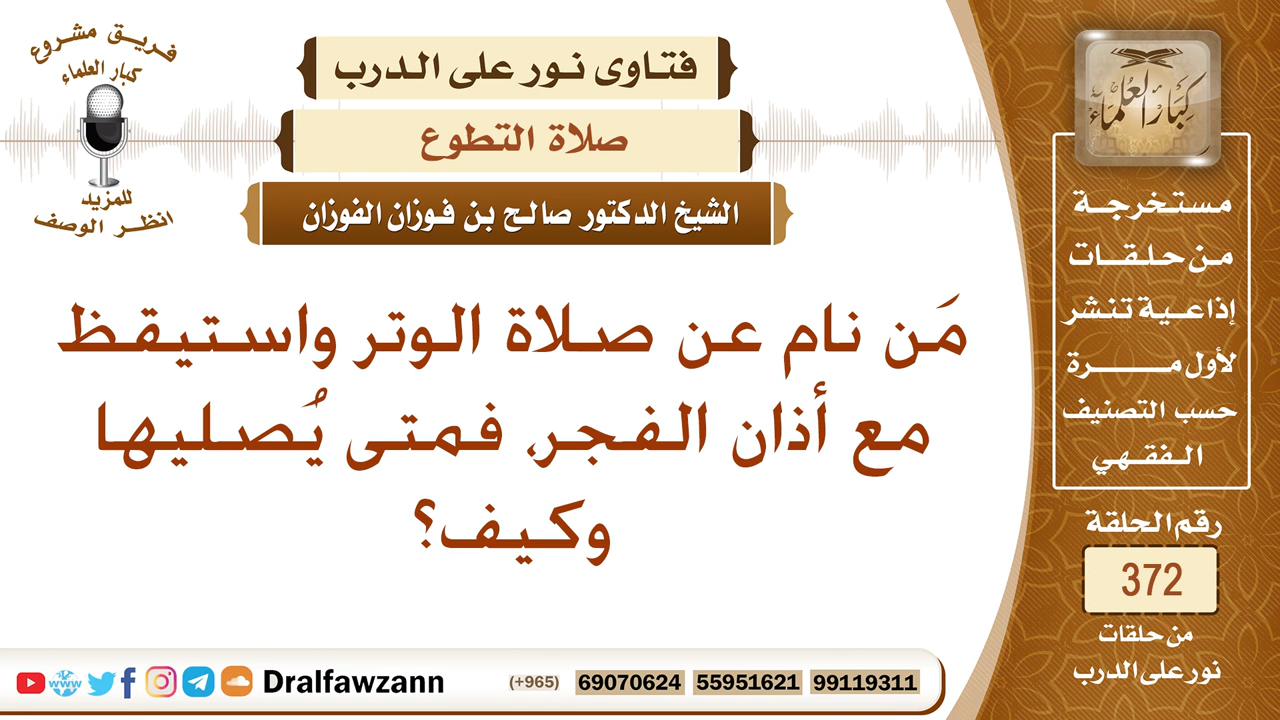 فريق مشروع
كبار العلماء
للمزيد
انظر الوصف
فتاوى نور على الدرب
صلاة التطوع
الشيخ الدكتور صالح بن فوزان الفوزان
مَن نام عن صلاة الوتر واستيقظ
مع أذان الفجر، فمتى يُصليها
وكيف؟
كبار العلماء
مستخرجة
من حلقات
إذاعية تنشر
لأول مرة
حسب التصنيف
الفقهي
رقم الحلقة
372
من حلقات
نور على الدرب
www Dralfawzann (+965) 69070624 55951621 99119311